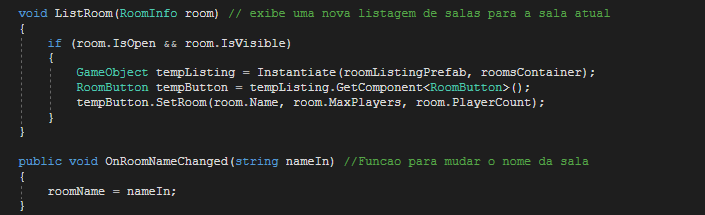 void ListRoom(RoomInfo room) // exibe uma nova listagem de salas para a sala atual
{
if (room.IsOpen && room.IsVisible)
{
GameObject tempListing = Instantiate(roomListingPrefab, roomsContainer);
RoomButton tempButton = tempListing.GetComponent<RoomButton>();
tempButton.SetRoom(room.Name, room.MaxPlayers, room.PlayerCount);
}
}
public void OnRoomNameChanged(string nameIn) //Funcao para mudar o nome da sala
{
roomName = nameIn;
}